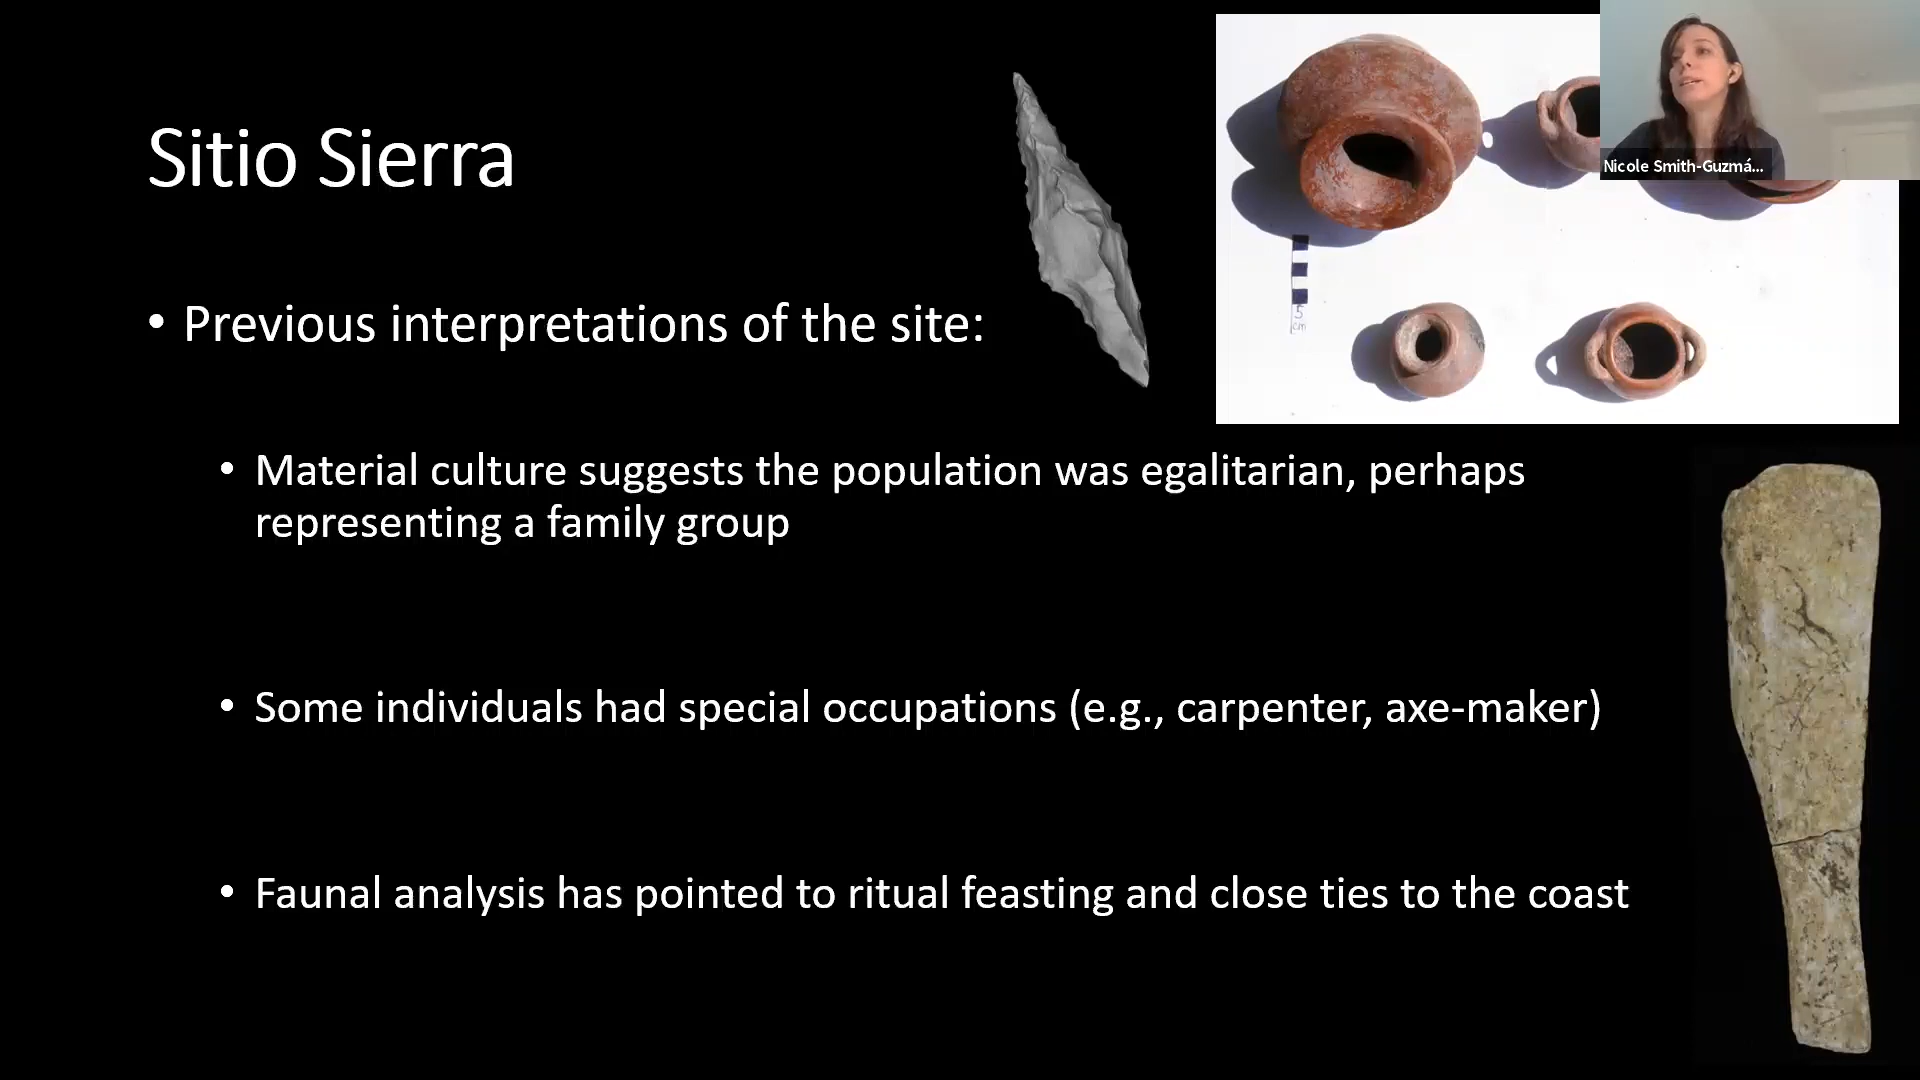 Sitio Sierra
• Previous interpretations of the site:
• Material culture suggests the population was egalitarian, perhaps
representing a family group
• Some individuals had special occupations (e.g., carpenter, axe-maker)
• Faunal analysis has pointed to ritual feasting and close ties to the coast
Nicole Smith-Guzmá...
5
cm